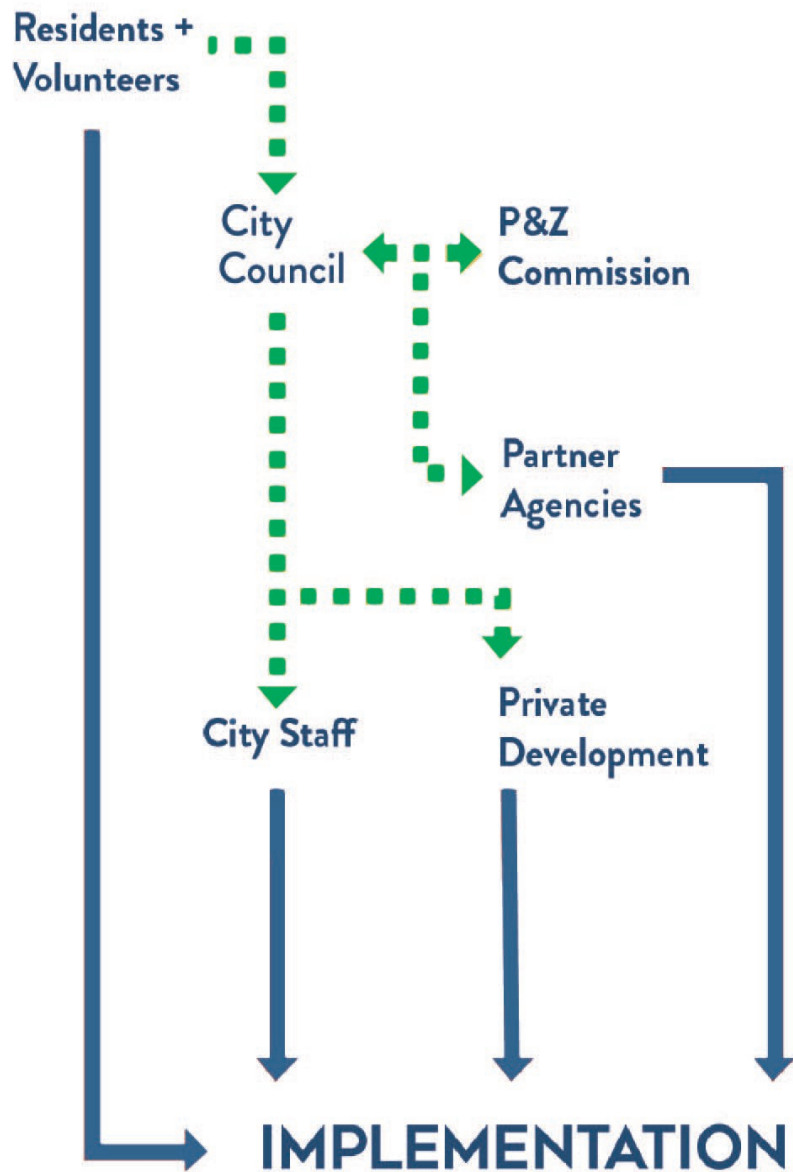 Residents +
Volunteers
City
Council
P&Z
Commission
Partner
Agencies
City Staff
Private
Development
IMPLEMENTATION